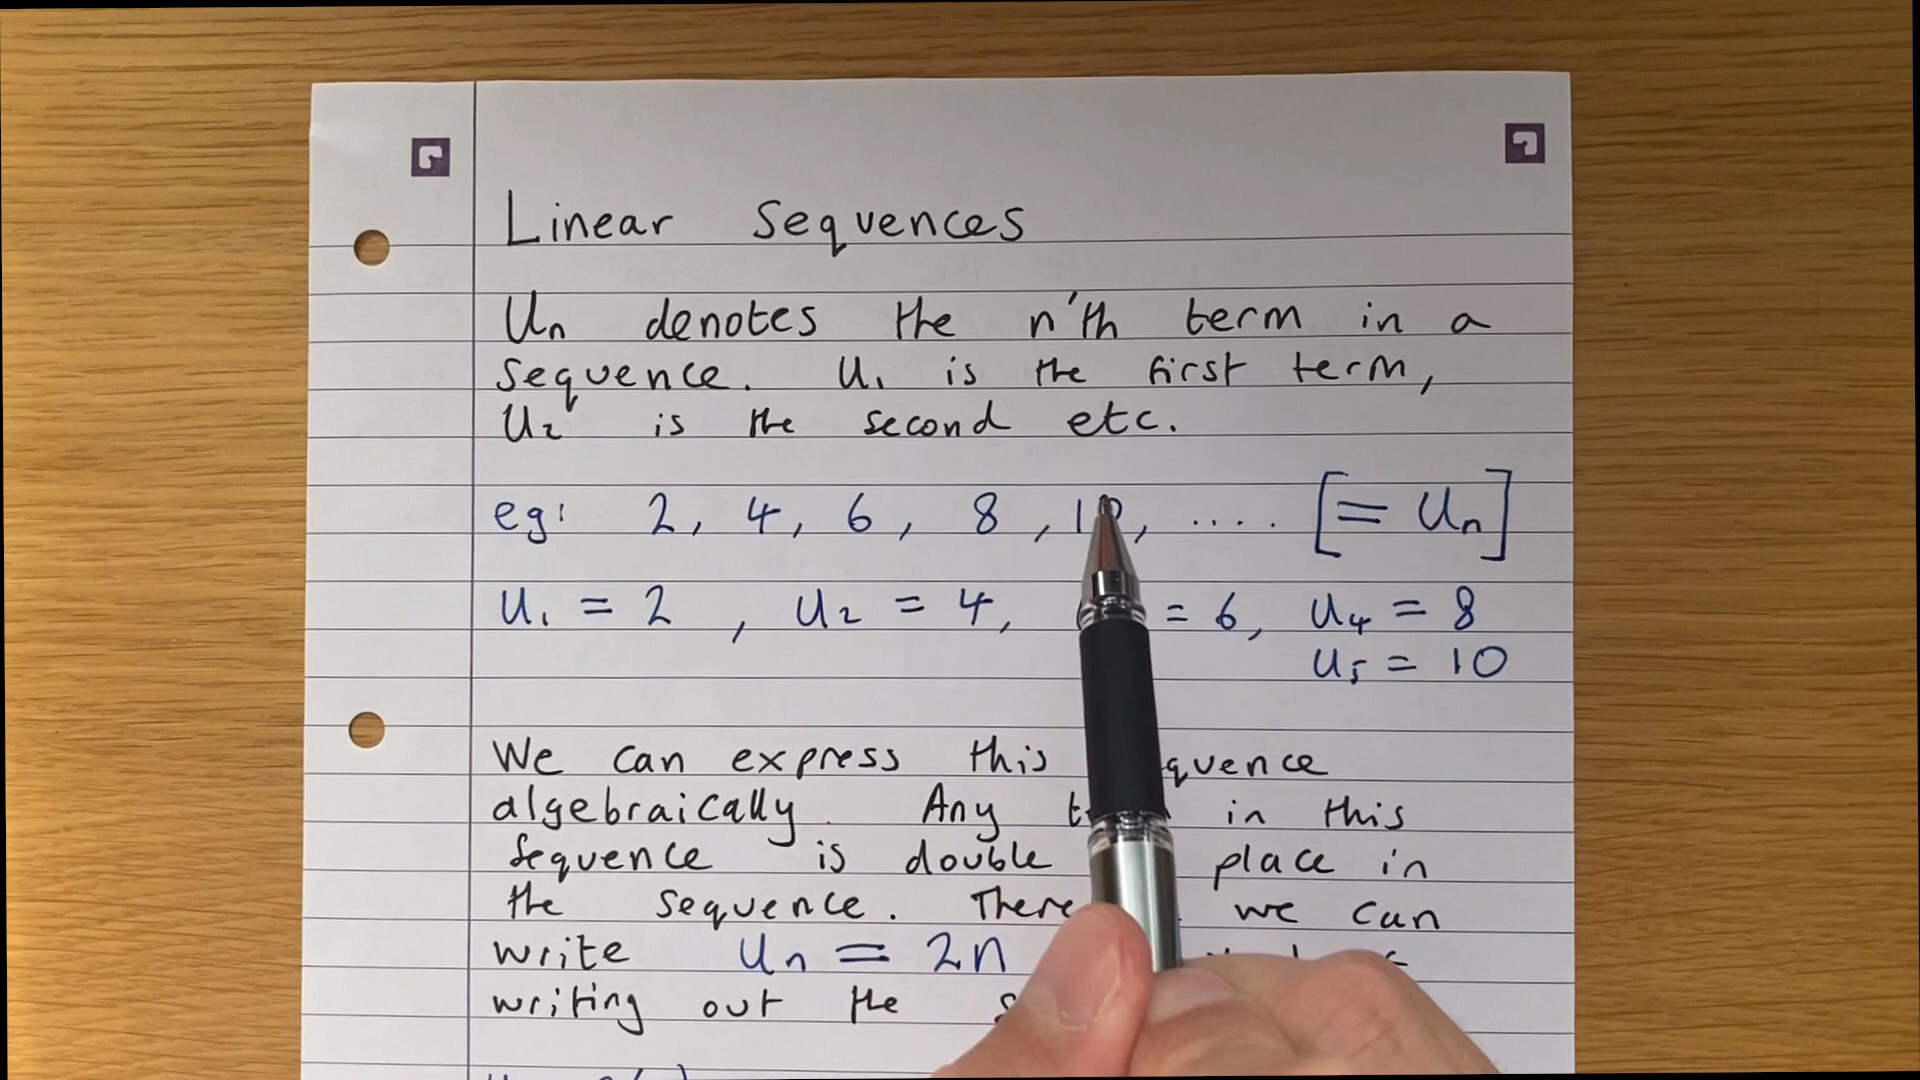 Linear Sequences
Un denotes the n'th term in a
sequence. U1 is the first term,
U2 is the second etc.
eg: 2, 4, 6, 8, 10, .... [= Un]
U1 = 2, U2 = 4, = 6, U4 = 8
U5 = 10
We can express this quence
algebraically. Any in this
sequence is double place in
the sequence. There we can
write Un = 2n
writing out the